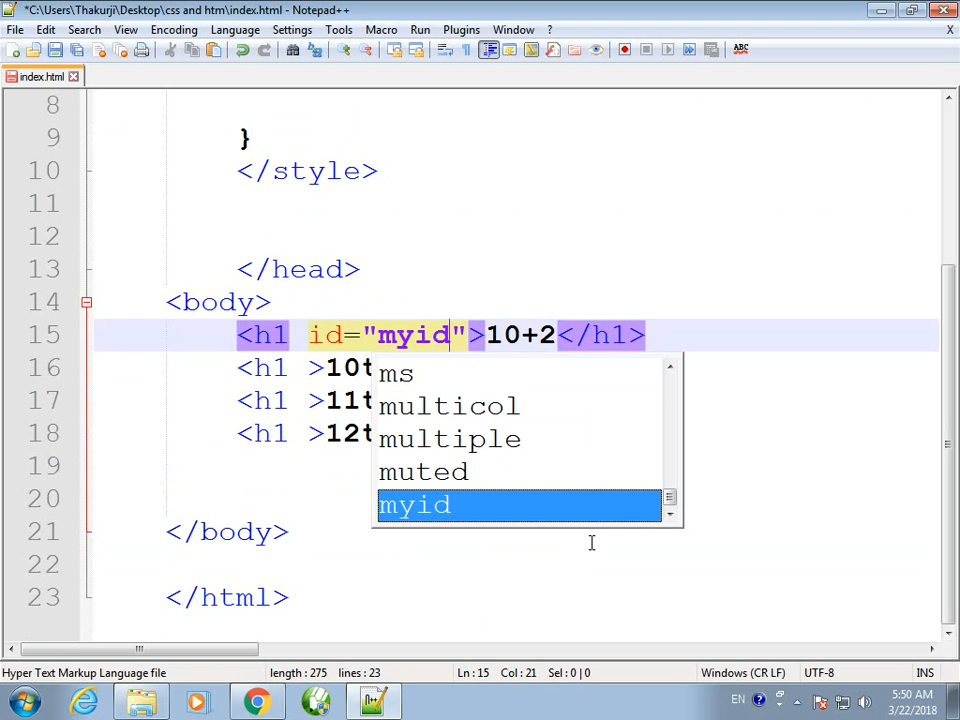 *C:\Users\Thakurji\Desktop\css and htm\index.html - Notepad++
File Edit Search View Encoding Language Settings Tools Macro Run Plugins Window ? X
ABC
index.html
8
9 }
10 </style>
11
12
13 </head>
14 <body>
15 <h1 id="myid">10+2</h1>
16 <h1 >10t
17 <h1 >11t
18 <h1 >12t
19
20
21 </body>
22
23 </html>
ms
multicol
multiple
muted
myid
Hyper Text Markup Language file length : 275 lines : 23 Ln : 15 Col : 21 Sel : 0 | 0 Windows (CR LF) UTF-8 INS
EN 5:50 AM
3/22/2018